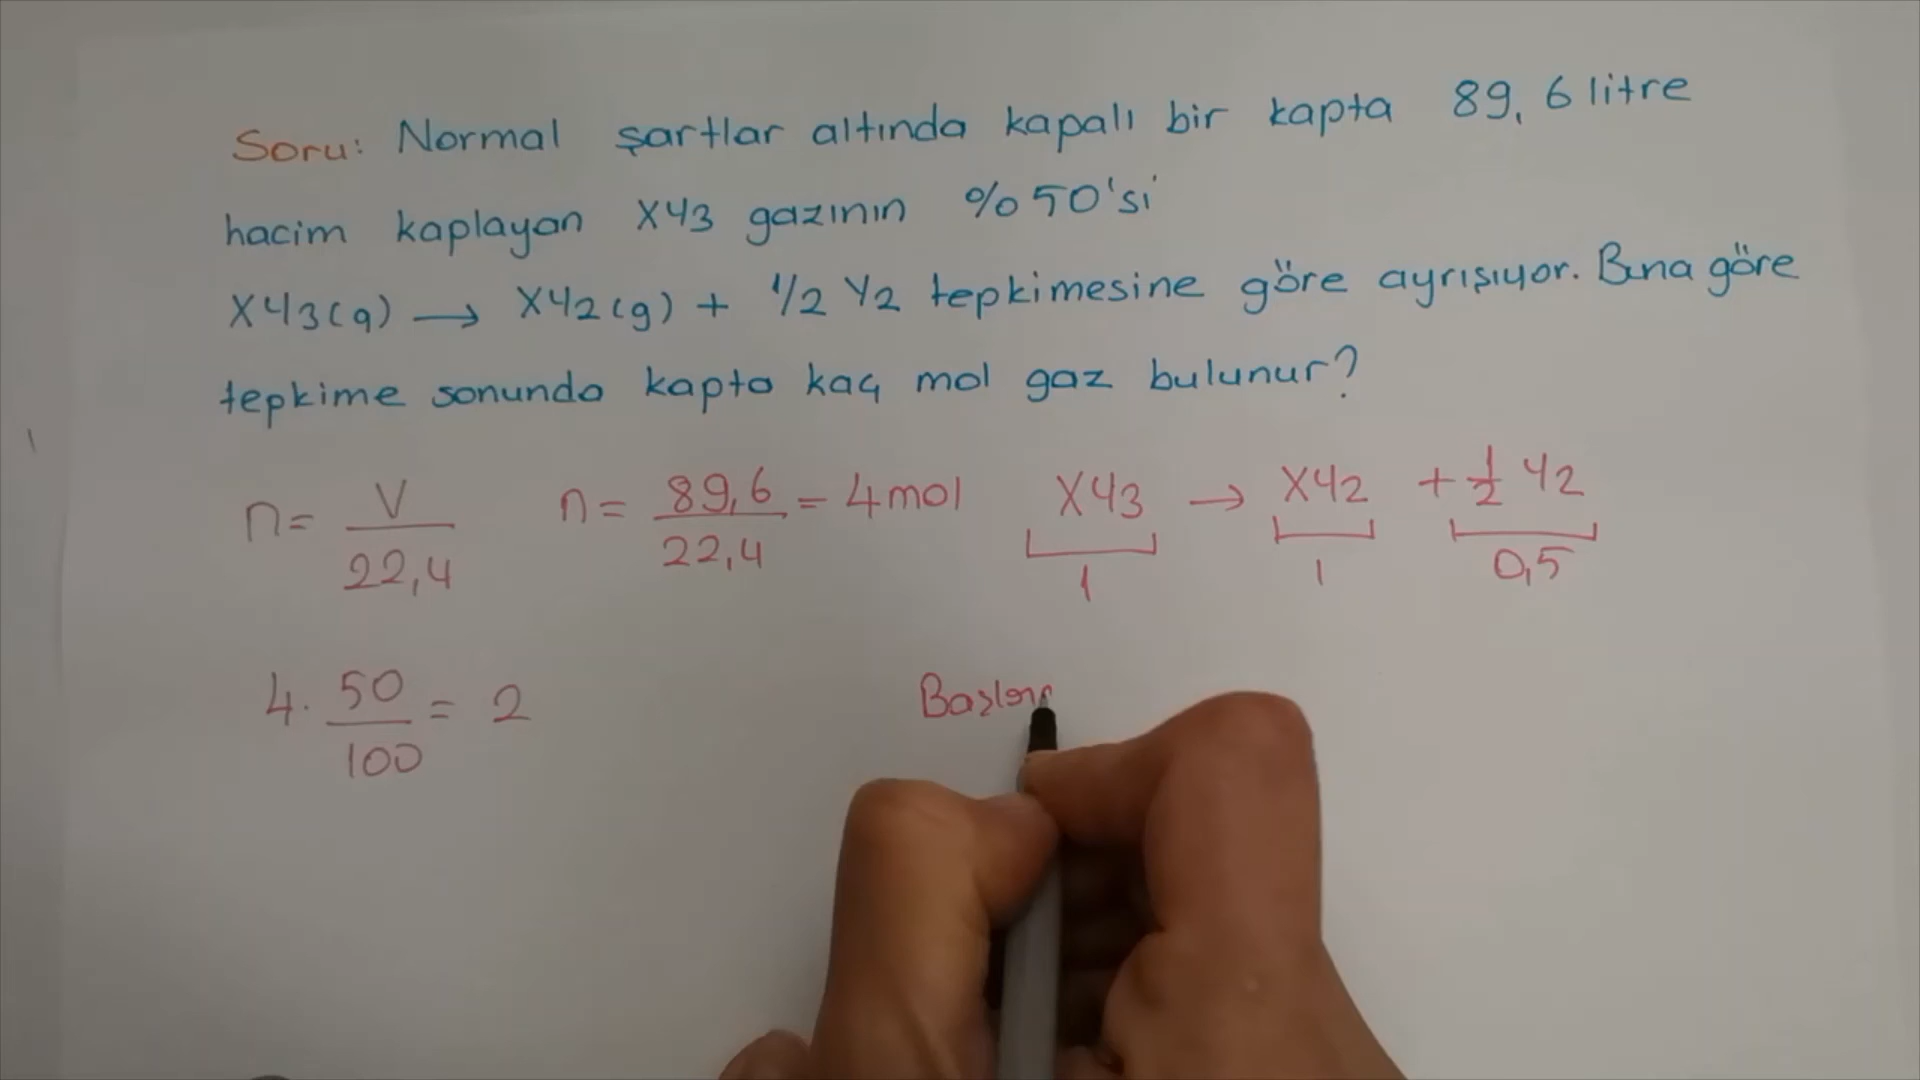 Soru: Normal şartlar altında kapalı bir kapta 89,6 litre
hacim kaplayan XY3 gazının %50'si
XY3(g) → XY2(g) + 1/2 Y2 tepkimesine göre ayrışıyor. Buna göre
tepkime sonunda kapta kaç mol gaz bulunur?
n = V / 22,4   n = 89,6 / 22,4 = 4 mol   XY3 → XY2 + 1/2 Y2
1   1   0,5
4 . 50 / 100 = 2
Başlan